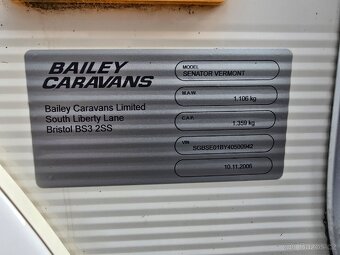 BAILEY
CARAVANS
Bailey Caravans Limited
South Liberty Lane
Bristol BS3 2SS
MODEL
SENATOR VERMONT
M.A.W.
1.106 kg
C.A.P.
1.359 kg
VIN
SGBSE01BY40500942
10.11.2006